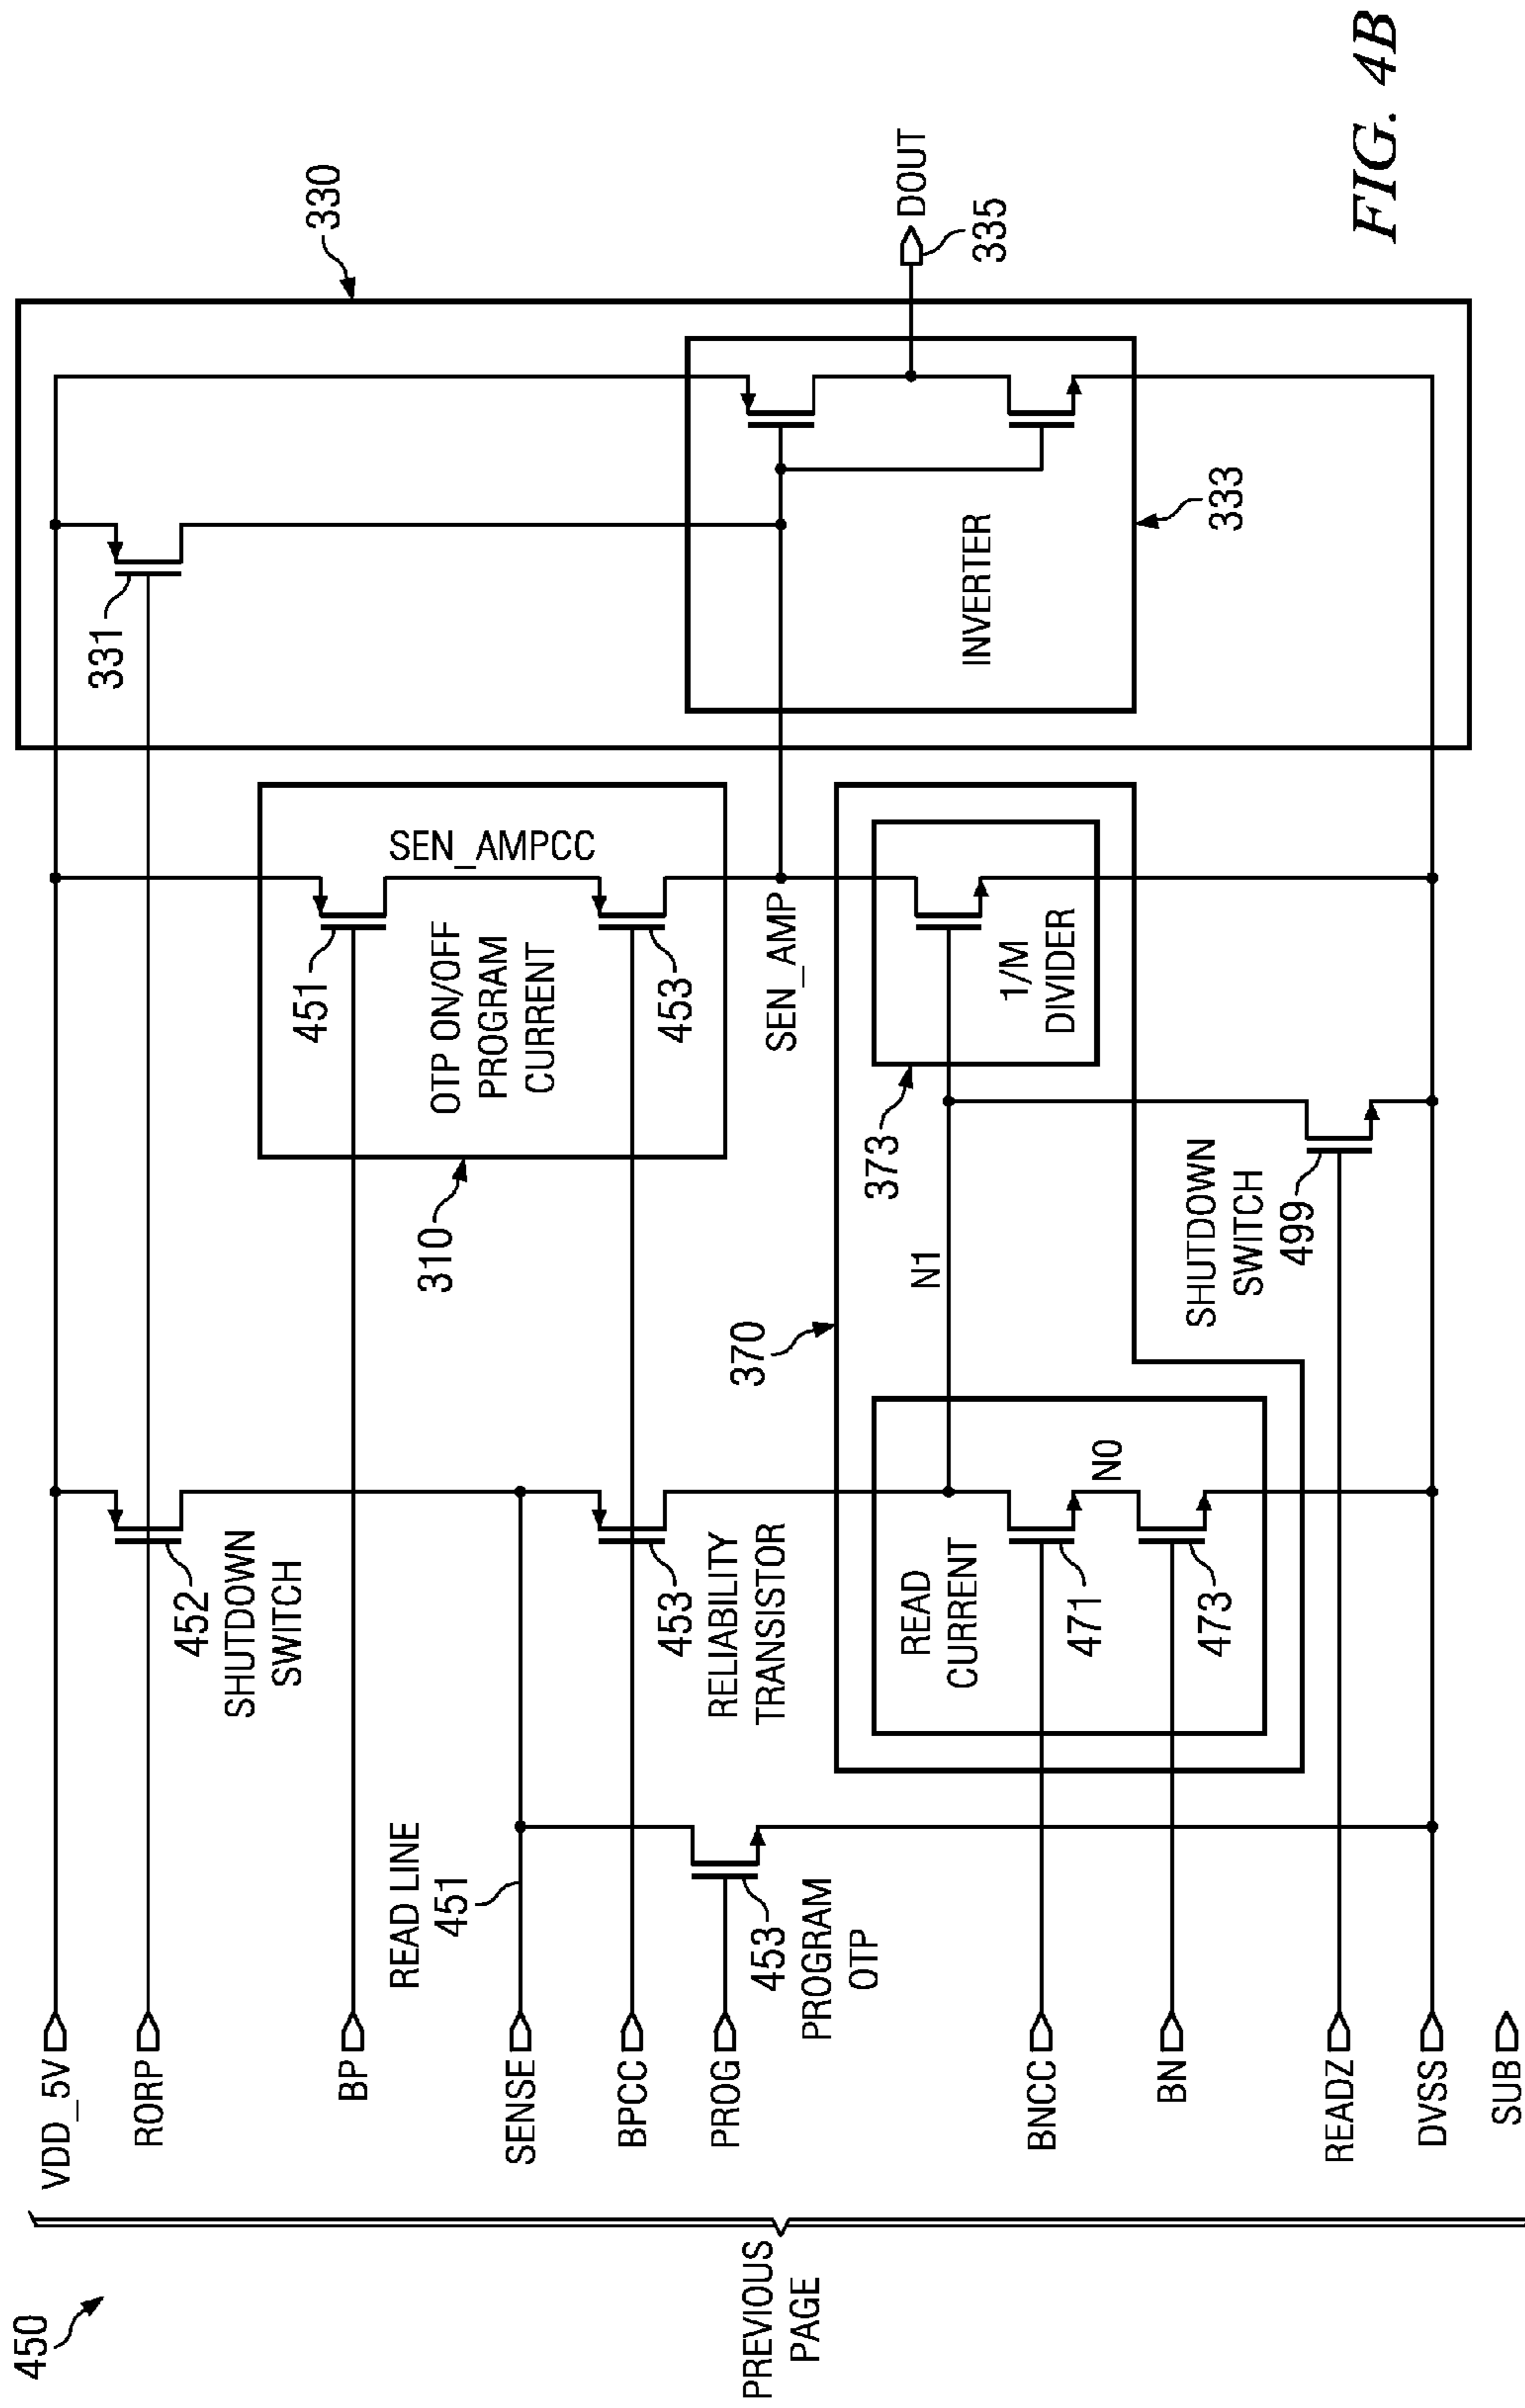 450
PREVIOUS
PAGE
VDD_5V
RORP
BP
SENSE
BPCC
PROG
BNCC
BN
READZ
DVSS
SUB
READ LINE
451
453
PROGRAM
OTP
452
SHUTDOWN
SWITCH
453
RELIABILITY
TRANSISTOR
READ
CURRENT
471
N0
473
370
N1
310
451
SEN_AMPCC
OTP ON/OFF
PROGRAM
CURRENT
453
SEN_AMP
373
1/M
DIVIDER
SHUTDOWN
SWITCH
499
331
330
INVERTER
333
DOUT
335
FIG. 4B